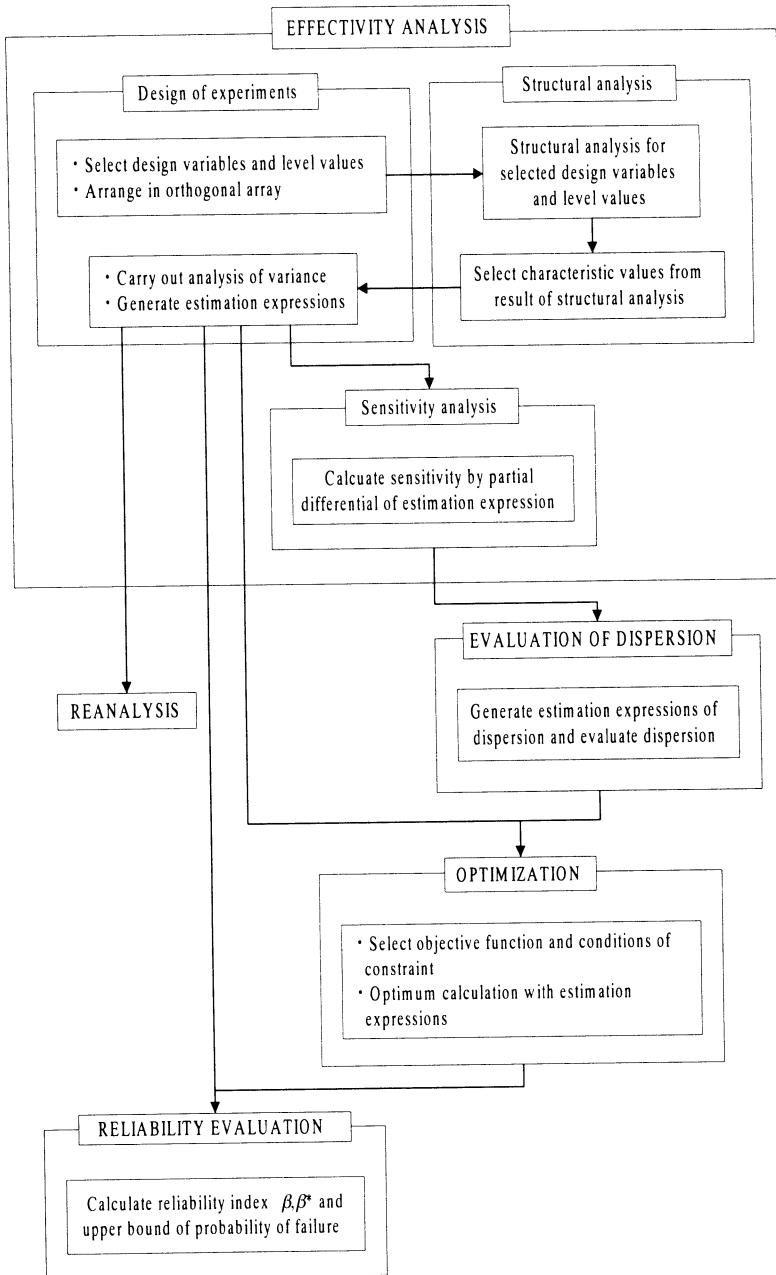 EFFECTIVITY ANALYSIS
Design of experiments
・Select design variables and level values
・Arrange in orthogonal array
Structural analysis
Structural analysis for
selected design variables
and level values
Select characteristic values from
result of structural analysis
・Carry out analysis of variance
・Generate estimation expressions
Sensitivity analysis
Calcuate sensitivity by partial
differential of estimation expression
EVALUATION OF DISPERSION
Generate estimation expressions of
dispersion and evaluate dispersion
REANALYSIS
OPTIMIZATION
・Select objective function and conditions of
constraint
・Optimum calculation with estimation
expressions
RELIABILITY EVALUATION
Calculate reliability index β,β* and
upper bound of probability of failure